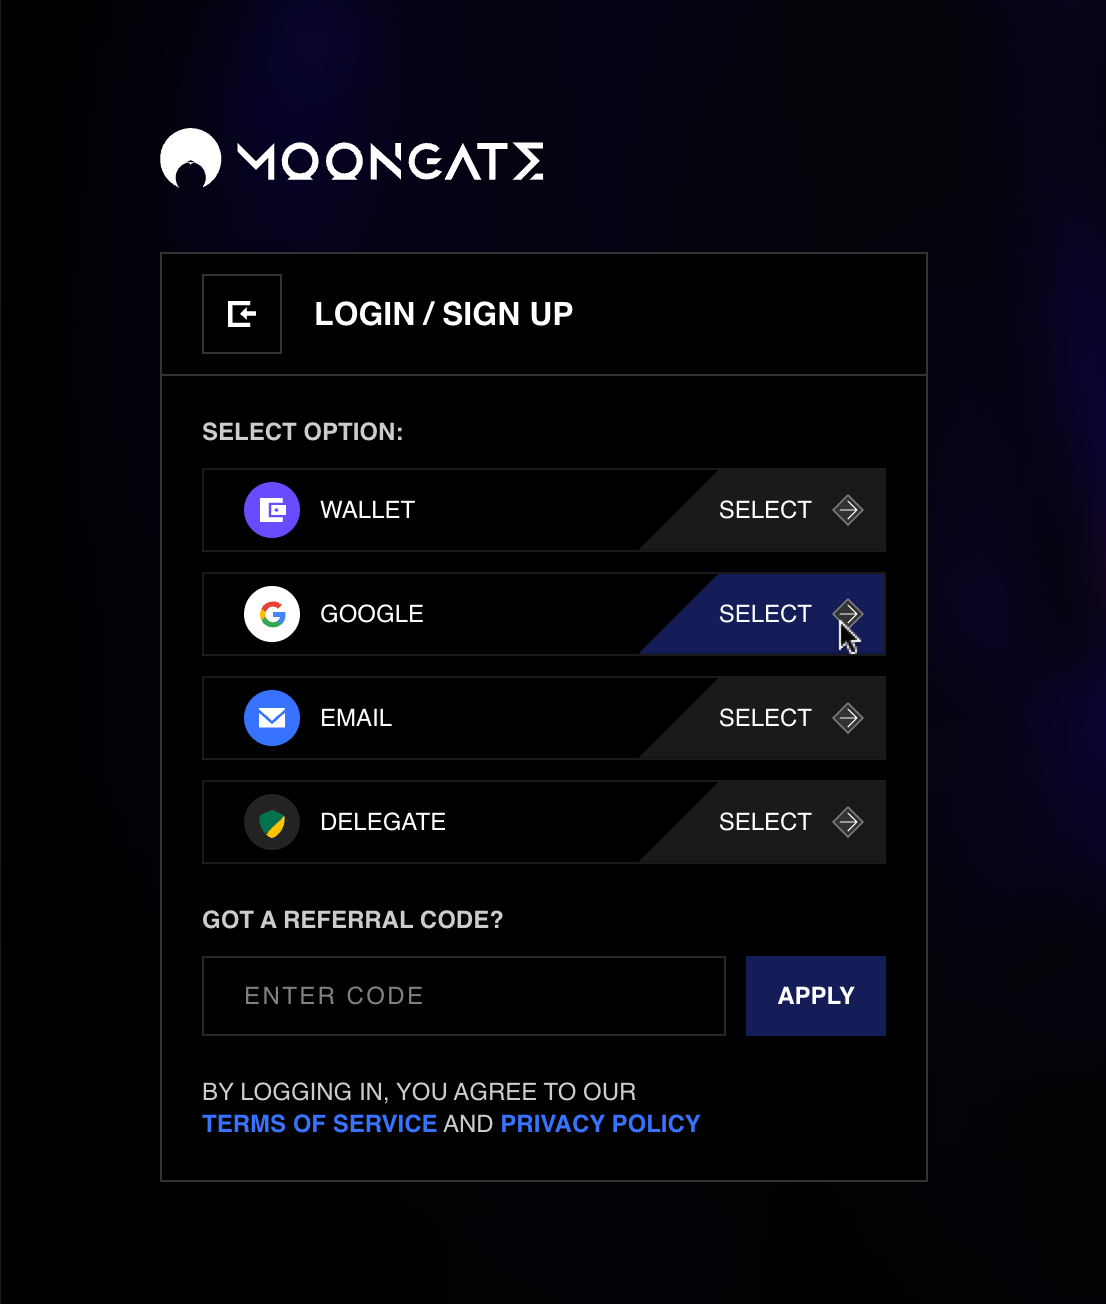 MOONGATE
LOGIN / SIGN UP
SELECT OPTION:
WALLET SELECT
GOOGLE SELECT
EMAIL SELECT
DELEGATE SELECT
GOT A REFERRAL CODE?
ENTER CODE APPLY
BY LOGGING IN, YOU AGREE TO OUR
TERMS OF SERVICE AND PRIVACY POLICY